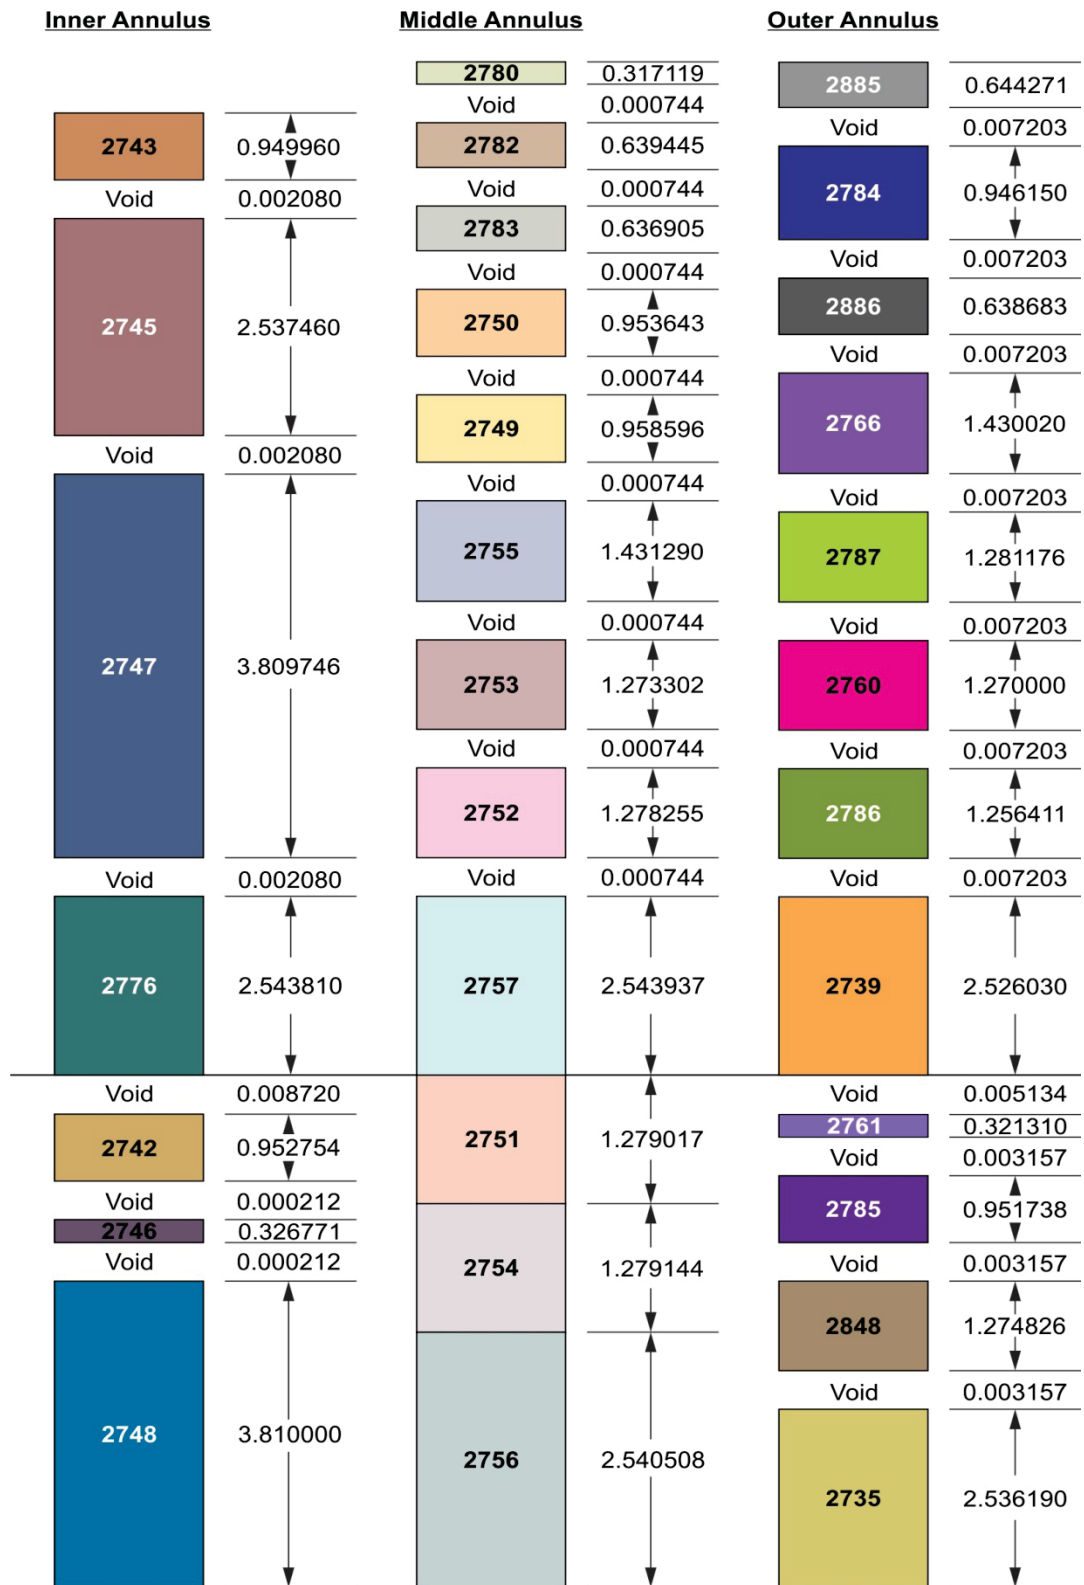 Inner Annulus
2743 0.949960
Void 0.002080
2745 2.537460
Void 0.002080
2747 3.809746
Void 0.002080
2776 2.543810
Void 0.008720
2742 0.952754
Void 0.000212
2746 0.326771
Void 0.000212
2748 3.810000
Middle Annulus
2780 0.317119
Void 0.000744
2782 0.639445
Void 0.000744
2783 0.636905
Void 0.000744
2750 0.953643
Void 0.000744
2749 0.958596
Void 0.000744
2755 1.431290
Void 0.000744
2753 1.273302
Void 0.000744
2752 1.278255
Void 0.000744
2757 2.543937
2751 1.279017
2754 1.279144
2756 2.540508
Outer Annulus
2885 0.644271
Void 0.007203
2784 0.946150
Void 0.007203
2886 0.638683
Void 0.007203
2766 1.430020
Void 0.007203
2787 1.281176
Void 0.007203
2760 1.270000
Void 0.007203
2786 1.256411
Void 0.007203
2739 2.526030
Void 0.005134
2761 0.321310
Void 0.003157
2785 0.951738
Void 0.003157
2848 1.274826
Void 0.003157
2735 2.536190